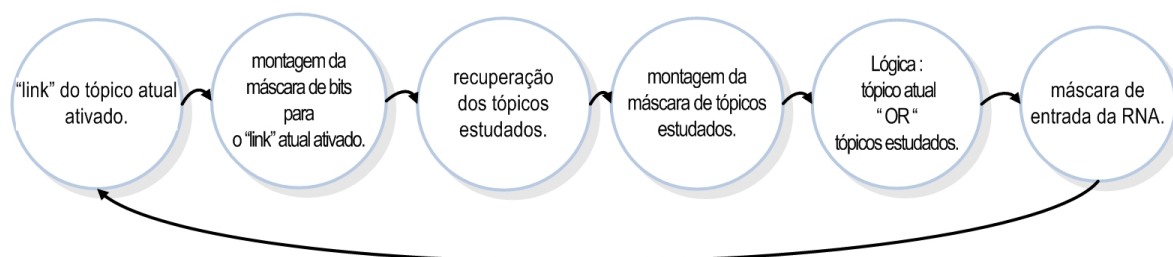 “link” do tópico atual
ativado.
montagem da
máscara de bits
para
o “link” atual ativado.
recuperação
dos tópicos
estudados.
montagem da
máscara de tópicos
estudados.
Lógica :
tópico atual
“ OR “
tópicos estudados.
máscara de
entrada da RNA.